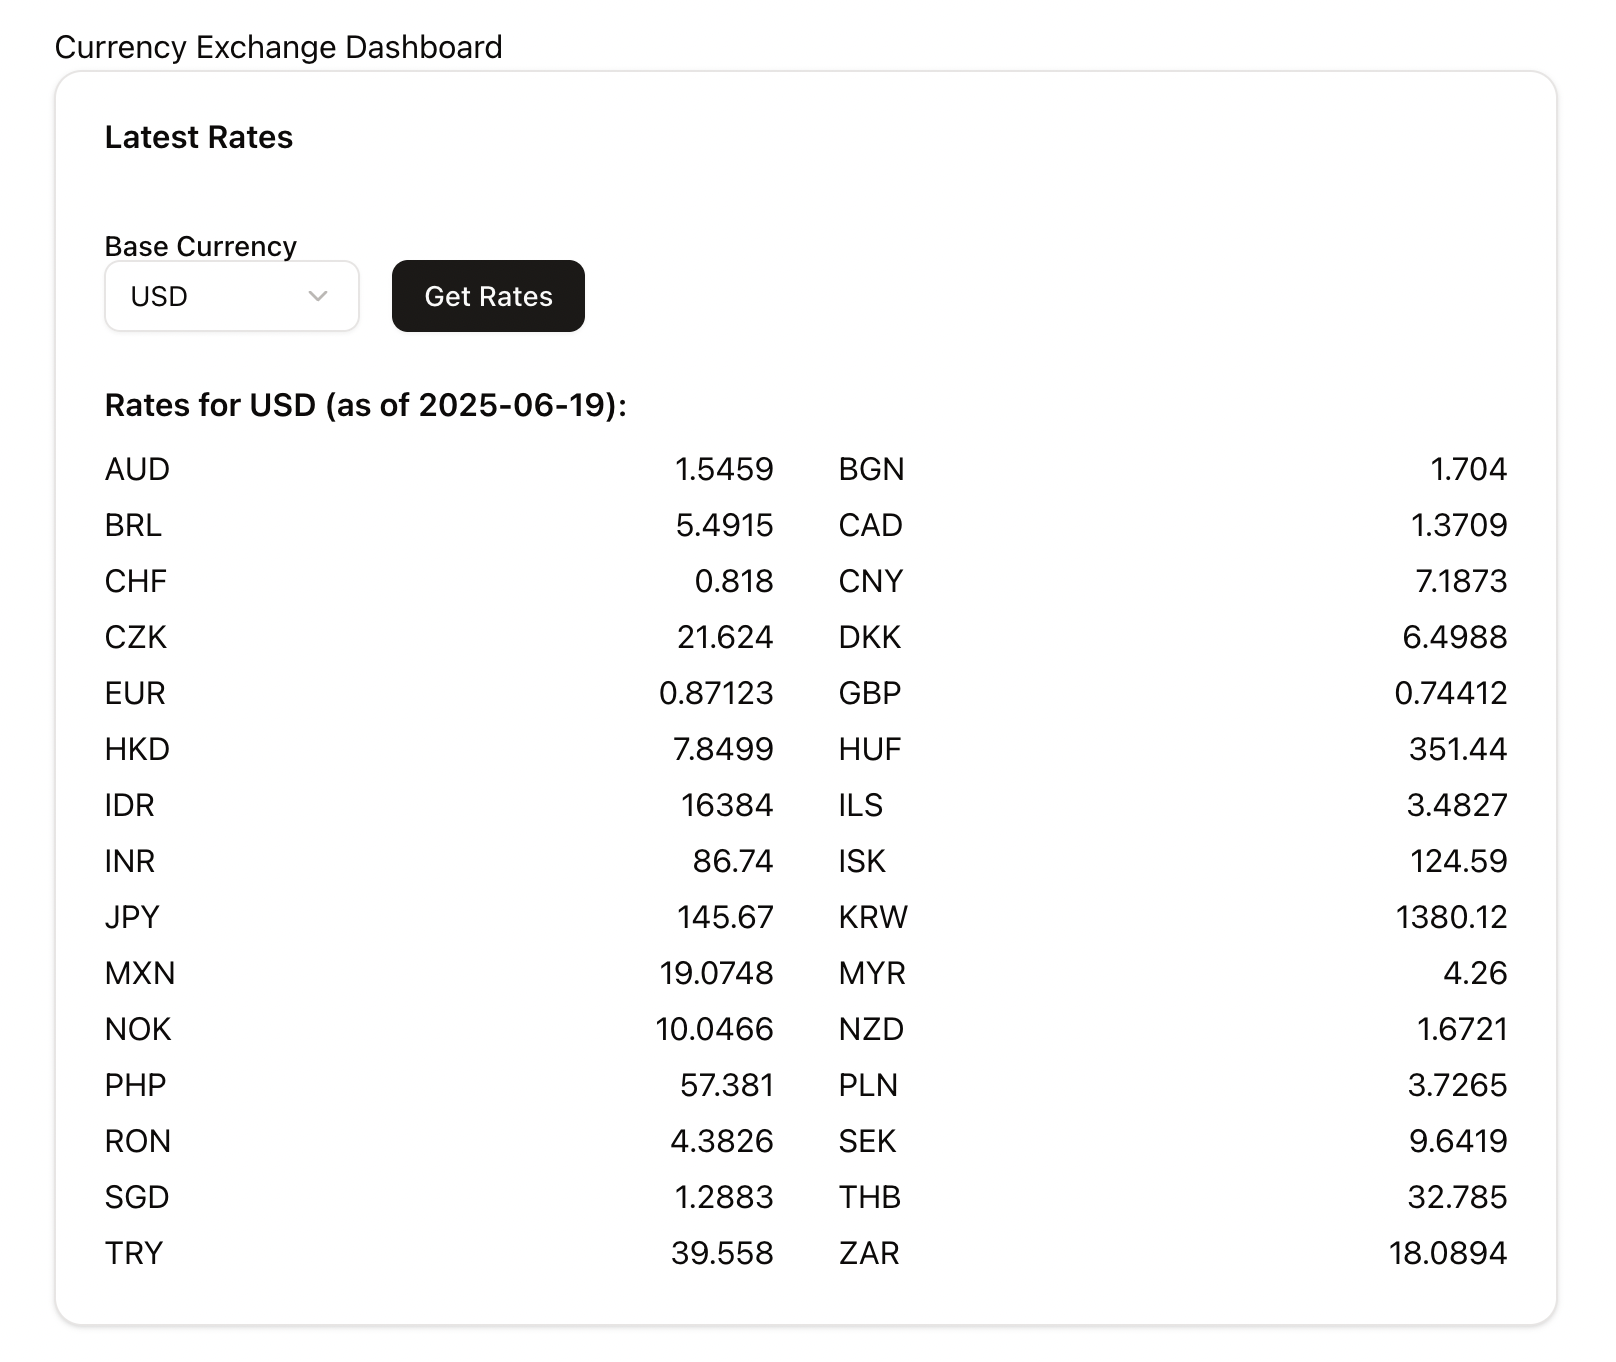 Currency Exchange Dashboard
Latest Rates
Base Currency
USD
Get Rates
Rates for USD (as of 2025-06-19):
AUD 1.5459 BGN 1.704
BRL 5.4915 CAD 1.3709
CHF 0.818 CNY 7.1873
CZK 21.624 DKK 6.4988
EUR 0.87123 GBP 0.74412
HKD 7.8499 HUF 351.44
IDR 16384 ILS 3.4827
INR 86.74 ISK 124.59
JPY 145.67 KRW 1380.12
MXN 19.0748 MYR 4.26
NOK 10.0466 NZD 1.6721
PHP 57.381 PLN 3.7265
RON 4.3826 SEK 9.6419
SGD 1.2883 THB 32.785
TRY 39.558 ZAR 18.0894